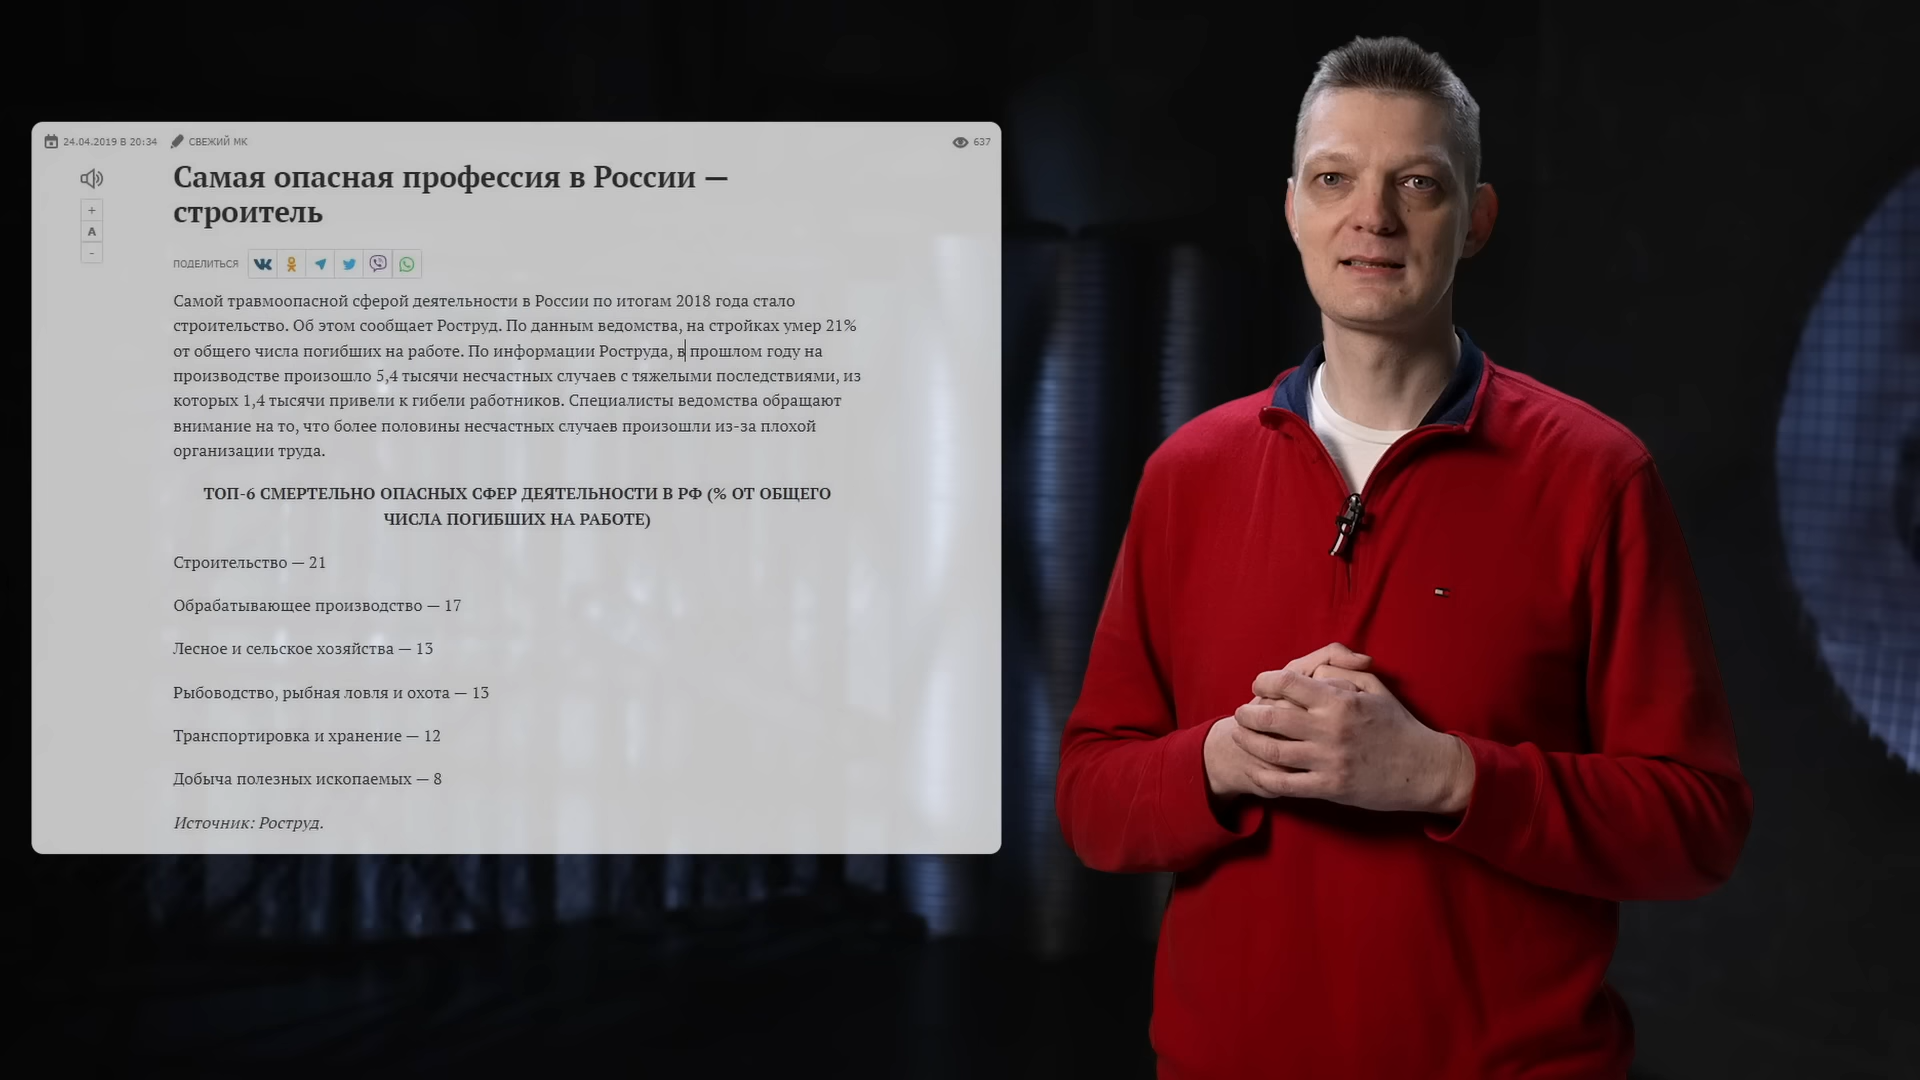 24.04.2019 В 20:34 СВЕЖИЙ МК 637
Самая опасная профессия в России —
строитель
+
A
-
ПОДЕЛИТЬСЯ
Самой травмоопасной сферой деятельности в России по итогам 2018 года стало
строительство. Об этом сообщает Роструд. По данным ведомства, на стройках умер 21%
от общего числа погибших на работе. По информации Роструда, в прошлом году на
производстве произошло 5,4 тысячи несчастных случаев с тяжелыми последствиями, из
которых 1,4 тысячи привели к гибели работников. Специалисты ведомства обращают
внимание на то, что более половины несчастных случаев произошли из-за плохой
организации труда.
ТОП-6 СМЕРТЕЛЬНО ОПАСНЫХ СФЕР ДЕЯТЕЛЬНОСТИ В РФ (% ОТ ОБЩЕГО
ЧИСЛА ПОГИБШИХ НА РАБОТЕ)
Строительство — 21
Обрабатывающее производство — 17
Лесное и сельское хозяйства — 13
Рыбоводство, рыбная ловля и охота — 13
Транспортировка и хранение — 12
Добыча полезных ископаемых — 8
Источник: Роструд.